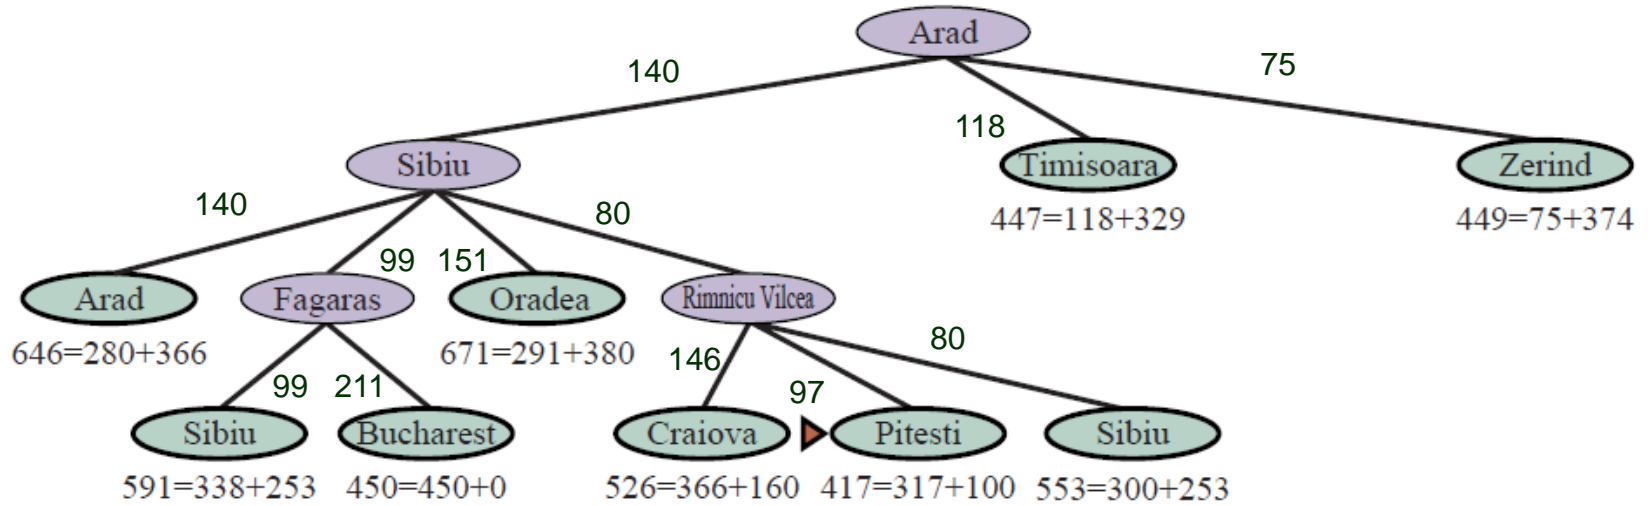 Arad
140
75
118
Sibiu
Timisoara
Zerind
447=118+329
449=75+374
140
80
99
151
Arad
Fagaras
Oradea
Rimnicu Vilcea
646=280+366
671=291+380
146
80
99
211
97
Sibiu
Bucharest
Craiova
Pitesti
Sibiu
591=338+253
450=450+0
526=366+160
417=317+100
553=300+253